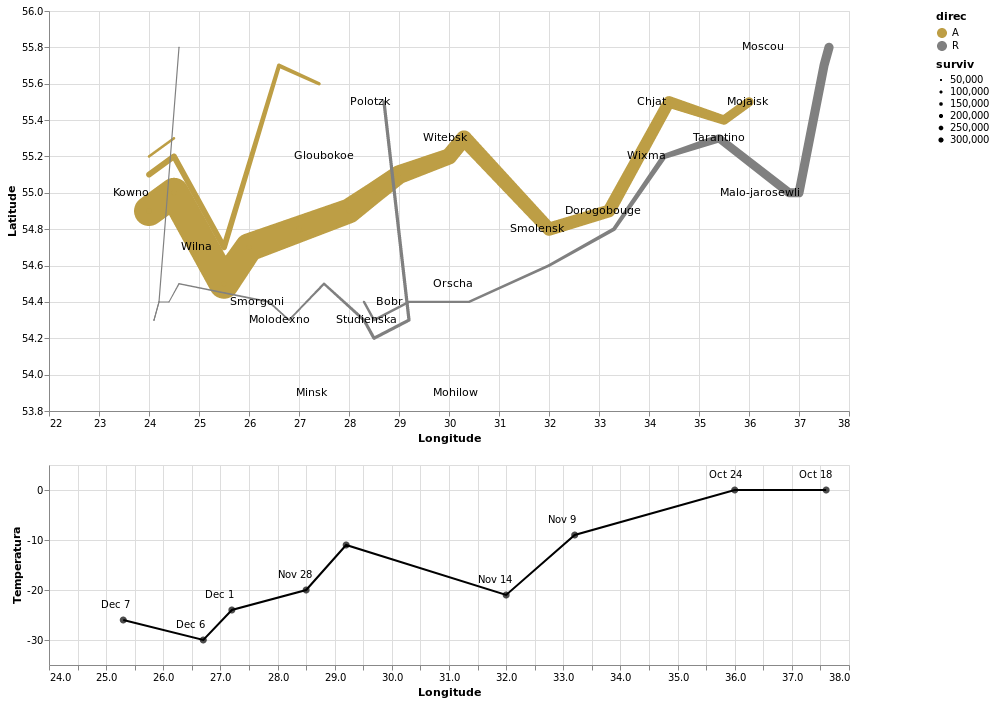 56.0
55.8
55.6
55.4
55.2
55.0
54.8
54.6
54.4
54.2
54.0
53.8
Latitude
Moscou
Polotzk
Chjat
Mojaisk
Witebsk
Tarantino
Gloubokoe
Wixma
Kowno
Malo-jarosewli
Dorogobouge
Smolensk
Wilna
Orscha
Smorgoni
Bobr
Molodexno
Studienska
Minsk
Mohilow
22 23 24 25 26 27 28 29 30 31 32 33 34 35 36 37 38
Longitude
direc
A
R
surviv
50,000
100,000
150,000
200,000
250,000
300,000
0
-10
-20
-30
Temperatura
Oct 24
Oct 18
Nov 9
Nov 28
Nov 14
Dec 1
Dec 7
Dec 6
24.0 25.0 26.0 27.0 28.0 29.0 30.0 31.0 32.0 33.0 34.0 35.0 36.0 37.0 38.0
Longitude